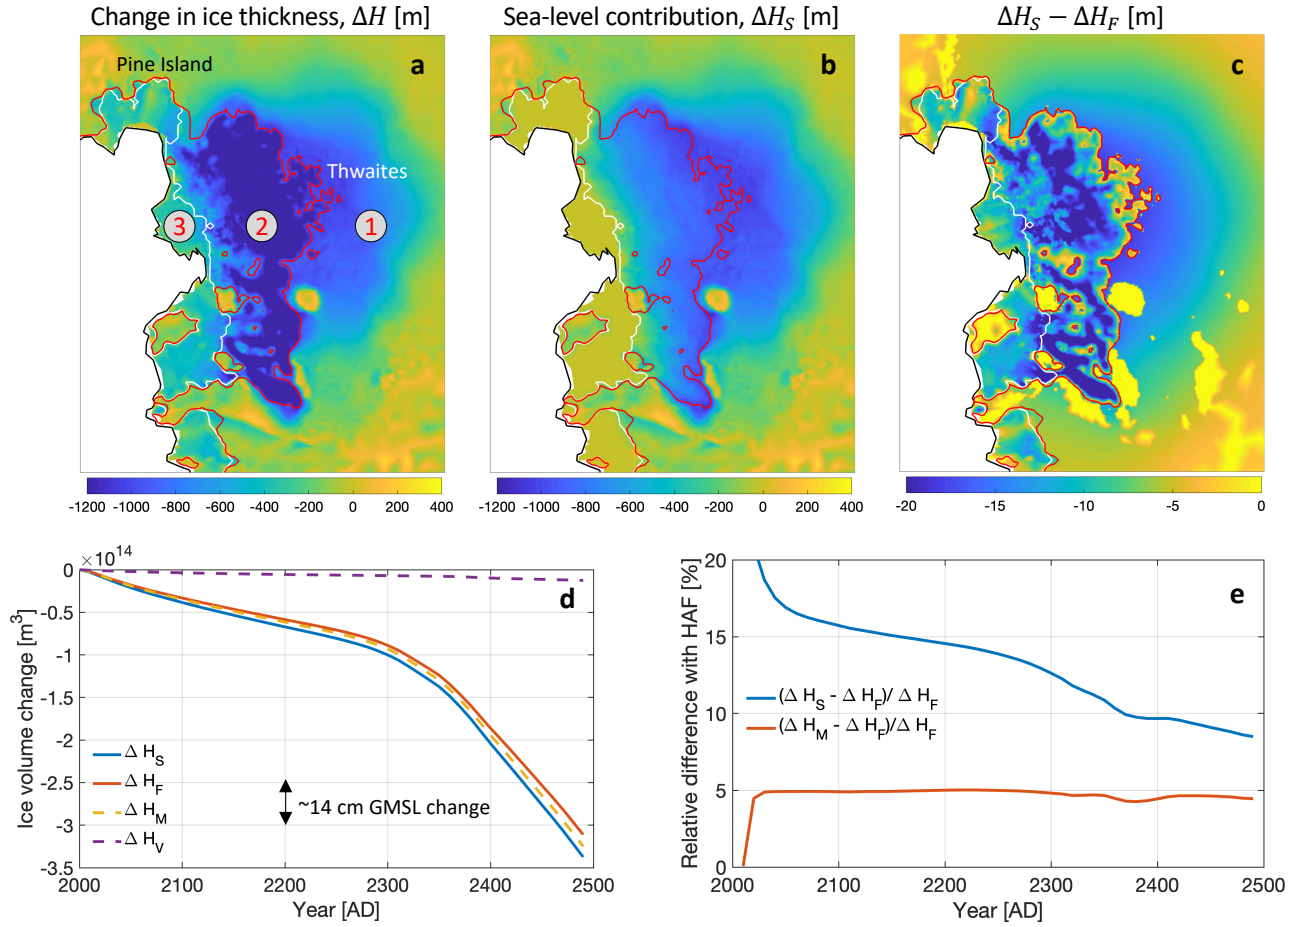 Change in ice thickness, ΔH [m]
Sea-level contribution, ΔH_S [m]
ΔH_S − ΔH_F [m]
Pine Island
a
b
c
Thwaites
3
2
1
-1200 -1000 -800 -600 -400 -200 0 200 400
-1200 -1000 -800 -600 -400 -200 0 200 400
-20 -15 -10 -5 0
×10^14
d
0
-0.5
-1
-1.5
-2
-2.5
-3
-3.5
Ice volume change [m^3]
Δ H_S
Δ H_F
Δ H_M
Δ H_V
~14 cm GMSL change
2000 2100 2200 2300 2400 2500
Year [AD]
e
20
15
10
5
0
Relative difference with HAF [%]
(Δ H_S - Δ H_F)/ Δ H_F
(Δ H_M - Δ H_F)/Δ H_F
2000 2100 2200 2300 2400 2500
Year [AD]